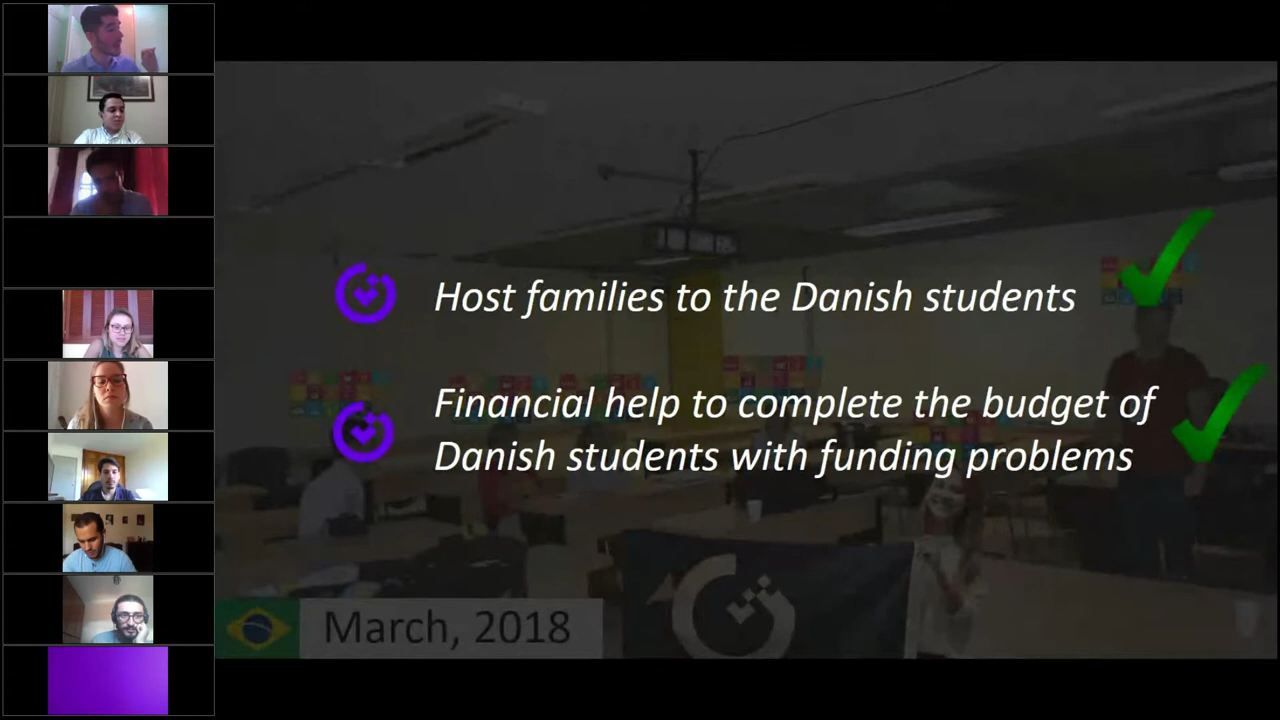 Host families to the Danish students
Financial help to complete the budget of
Danish students with funding problems
March, 2018